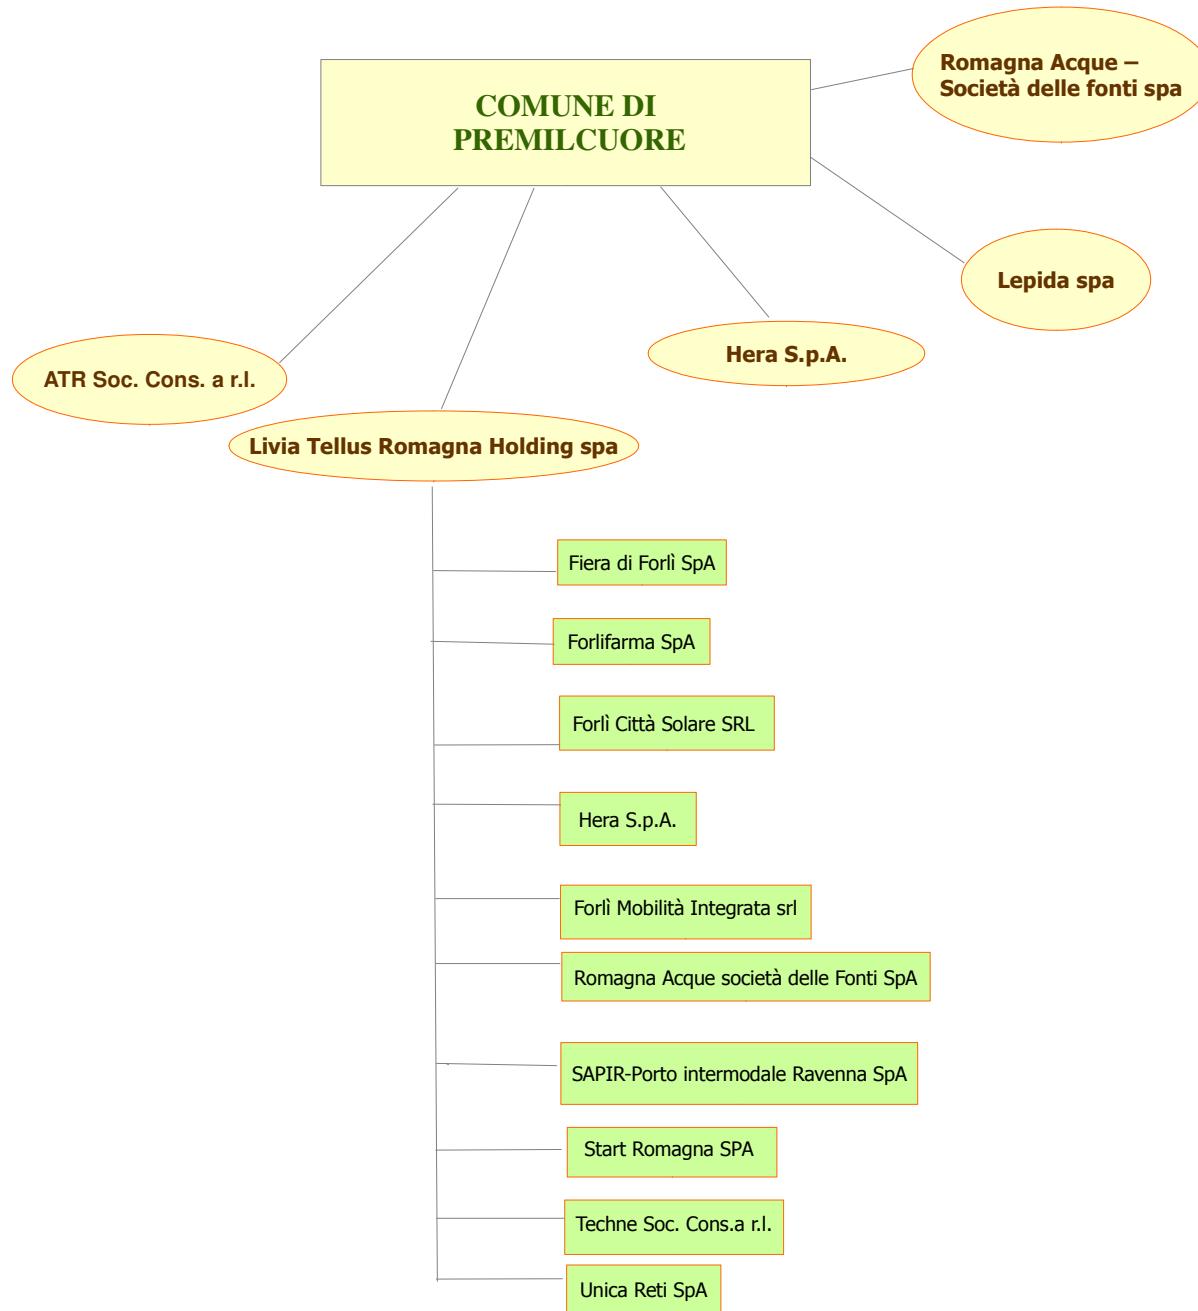 COMUNE DI
PREMILCUORE
Romagna Acque –
Società delle fonti spa
Lepida spa
Hera S.p.A.
ATR Soc. Cons. a r.l.
Livia Tellus Romagna Holding spa
Fiera di Forlì SpA
Forlifarma SpA
Forlì Città Solare SRL
Hera S.p.A.
Forlì Mobilità Integrata srl
Romagna Acque società delle Fonti SpA
SAPIR-Porto intermodale Ravenna SpA
Start Romagna SPA
Techne Soc. Cons.a r.l.
Unica Reti SpA